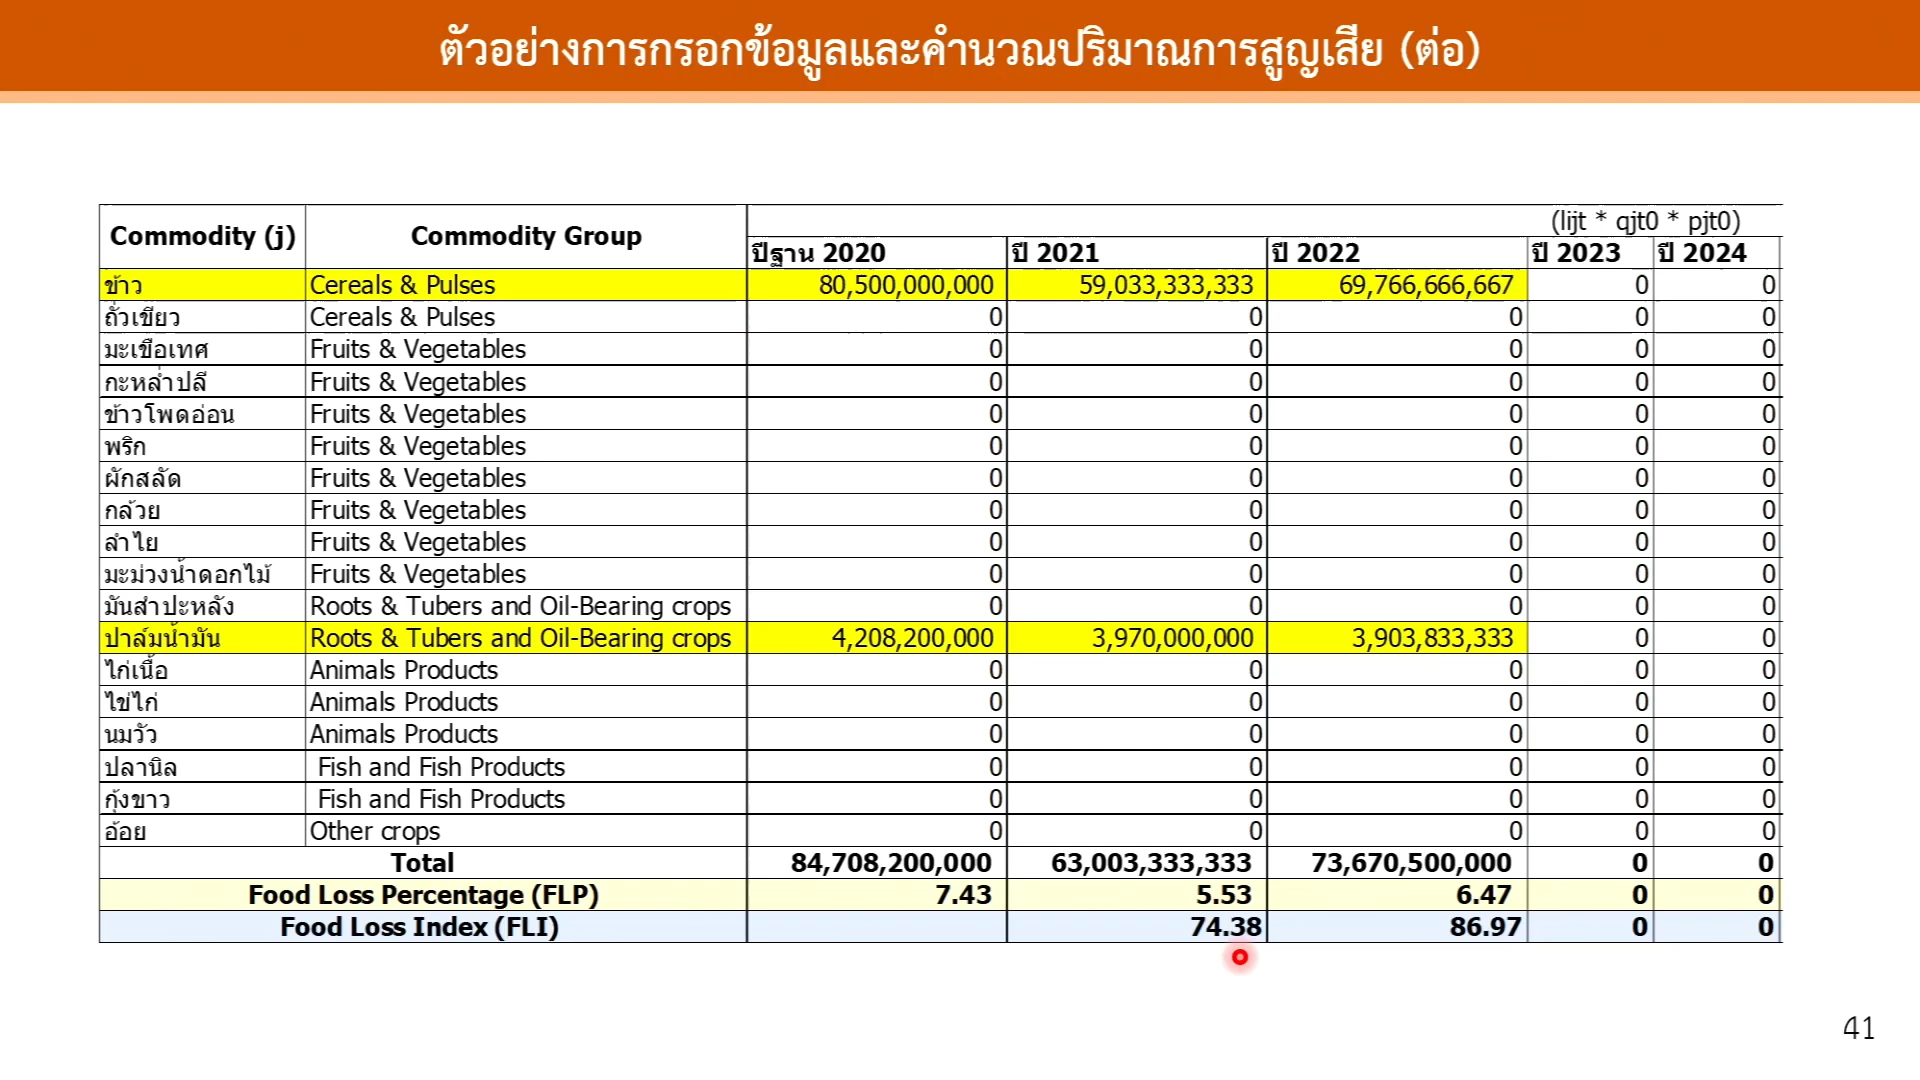 ตัวอย่างการกรอกข้อมูลและคำนวณปริมาณการสูญเสีย (ต่อ)
Commodity (j) Commodity Group (lijt * qjt0 * pjt0)
ปีฐาน 2020 ปี 2021 ปี 2022 ปี 2023 ปี 2024
ข้าว Cereals & Pulses 80,500,000,000 59,033,333,333 69,766,666,667 0 0
ถั่วเขียว Cereals & Pulses 0 0 0 0 0
มะเขือเทศ Fruits & Vegetables 0 0 0 0 0
กะหล่ำปลี Fruits & Vegetables 0 0 0 0 0
ข้าวโพดอ่อน Fruits & Vegetables 0 0 0 0 0
พริก Fruits & Vegetables 0 0 0 0 0
ผักสลัด Fruits & Vegetables 0 0 0 0 0
กล้วย Fruits & Vegetables 0 0 0 0 0
ลำไย Fruits & Vegetables 0 0 0 0 0
มะม่วงน้ำดอกไม้ Fruits & Vegetables 0 0 0 0 0
มันสำปะหลัง Roots & Tubers and Oil-Bearing crops 0 0 0 0 0
ปาล์มน้ำมัน Roots & Tubers and Oil-Bearing crops 4,208,200,000 3,970,000,000 3,903,833,333 0 0
ไก่เนื้อ Animals Products 0 0 0 0 0
ไข่ไก่ Animals Products 0 0 0 0 0
นมวัว Animals Products 0 0 0 0 0
ปลานิล Fish and Fish Products 0 0 0 0 0
กุ้งขาว Fish and Fish Products 0 0 0 0 0
อ้อย Other crops 0 0 0 0 0
Total 84,708,200,000 63,003,333,333 73,670,500,000 0 0
Food Loss Percentage (FLP) 7.43 5.53 6.47 0 0
Food Loss Index (FLI) 74.38 86.97 0 0
41